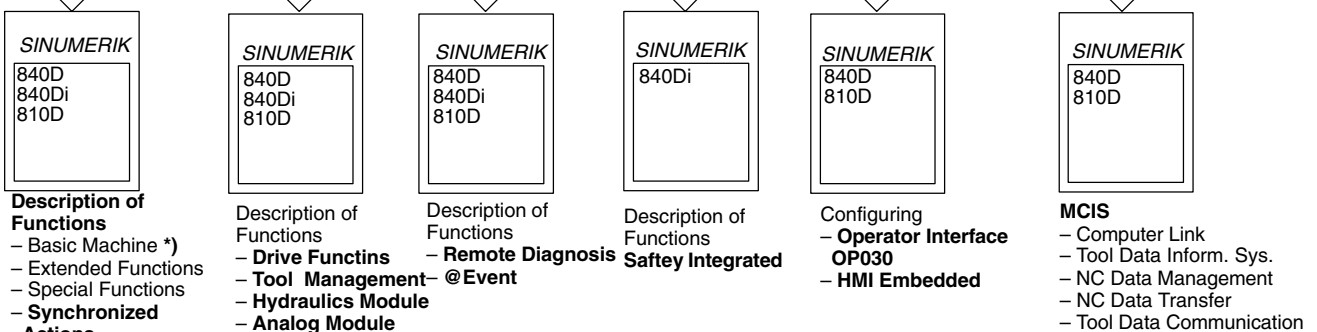 SINUMERIK
840D
840Di
810D
Description of
Functions
– Basic Machine *)
– Extended Functions
– Special Functions
– Synchronized
Actions
SINUMERIK
840D
840Di
810D
Description of
Functions
– Drive Functins
– Tool Management
– Hydraulics Module
– Analog Module
SINUMERIK
840D
840Di
810D
Description of
Functions
– Remote Diagnosis
– @Event
SINUMERIK
840Di
Description of
Functions
Saftey Integrated
SINUMERIK
840D
810D
Configuring
– Operator Interface
OP030
– HMI Embedded
SINUMERIK
840D
810D
MCIS
– Computer Link
– Tool Data Inform. Sys.
– NC Data Management
– NC Data Transfer
– Tool Data Communication